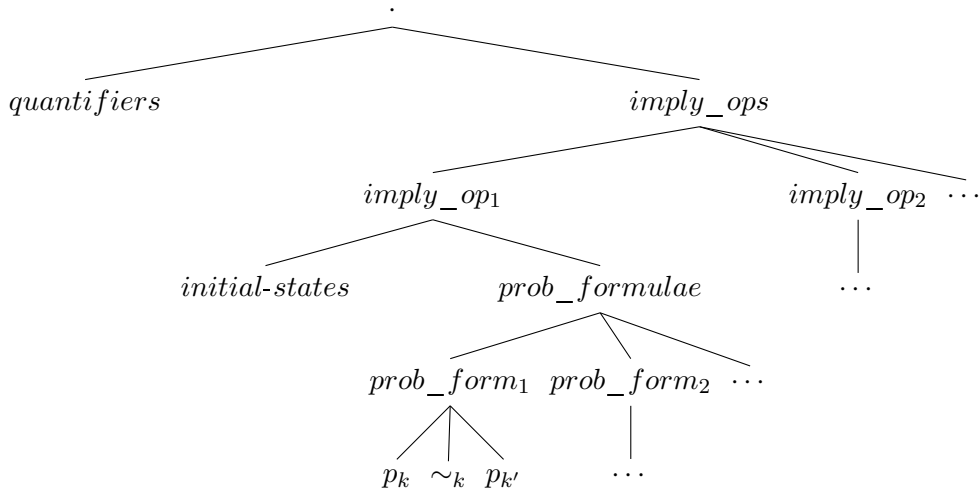 .
quantifiers imply_ops
imply_op₁ imply_op₂ ⋯
initial-states prob_formulae ⋯
prob_form₁ prob_form₂ ⋯
pₖ ∼ₖ pₖ′ ⋯